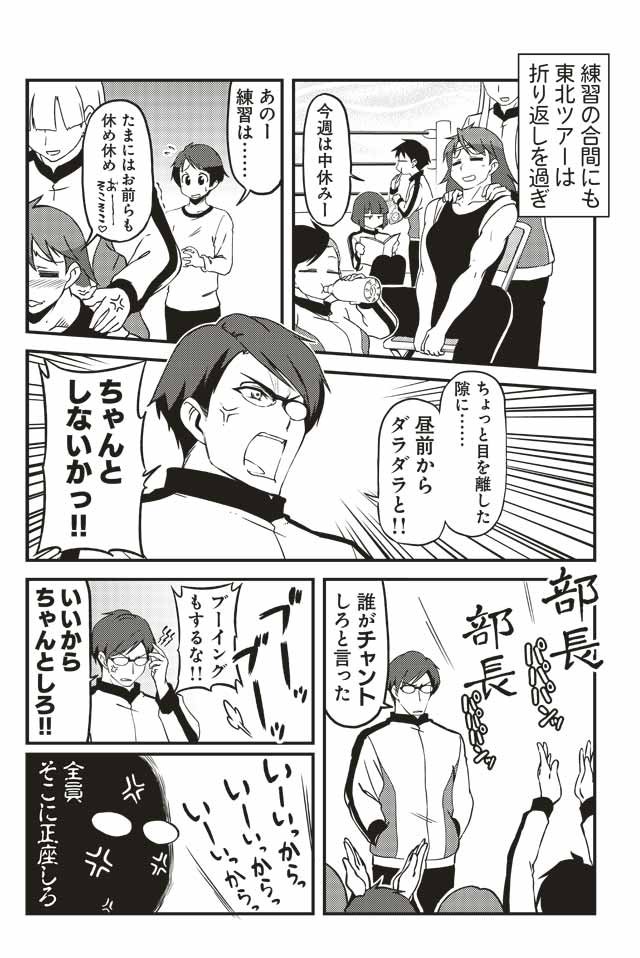 練習の合間にも
東北ツアーは
折り返しを過ぎ
今週は中休みー
あのー
練習は……
たまにはお前らも
休め休め
ちょっと目を離した
隙に……
昼前から
ダラダラと!!
ちゃんと
しないかっ!!
部長
パパパンッ
部長
パパパンッ
誰がチャント
しろと言った
ブー
ブー
ブーイング
もするな!!
いいから
ちゃんとしろ!!
いーいっから
いーいっからっ
いーいっからっ
全員
そこに正座しろ